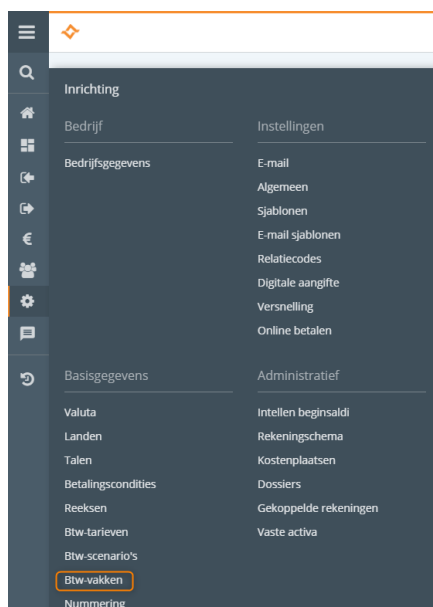 Inrichting
Bedrijf
Bedrijfsgegevens
Instellingen
E-mail
Algemeen
Sjablonen
E-mail sjablonen
Relatiecodes
Digitale aangifte
Versnelling
Online betalen
Basisgegevens
Valuta
Landen
Talen
Betalingscondities
Reeksen
Btw-tarieven
Btw-scenario's
Btw-vakken
Nummering
Administratief
Intellen beginsaldi
Rekeningschema
Kostenplaatsen
Dossiers
Gekoppelde rekeningen
Vaste activa